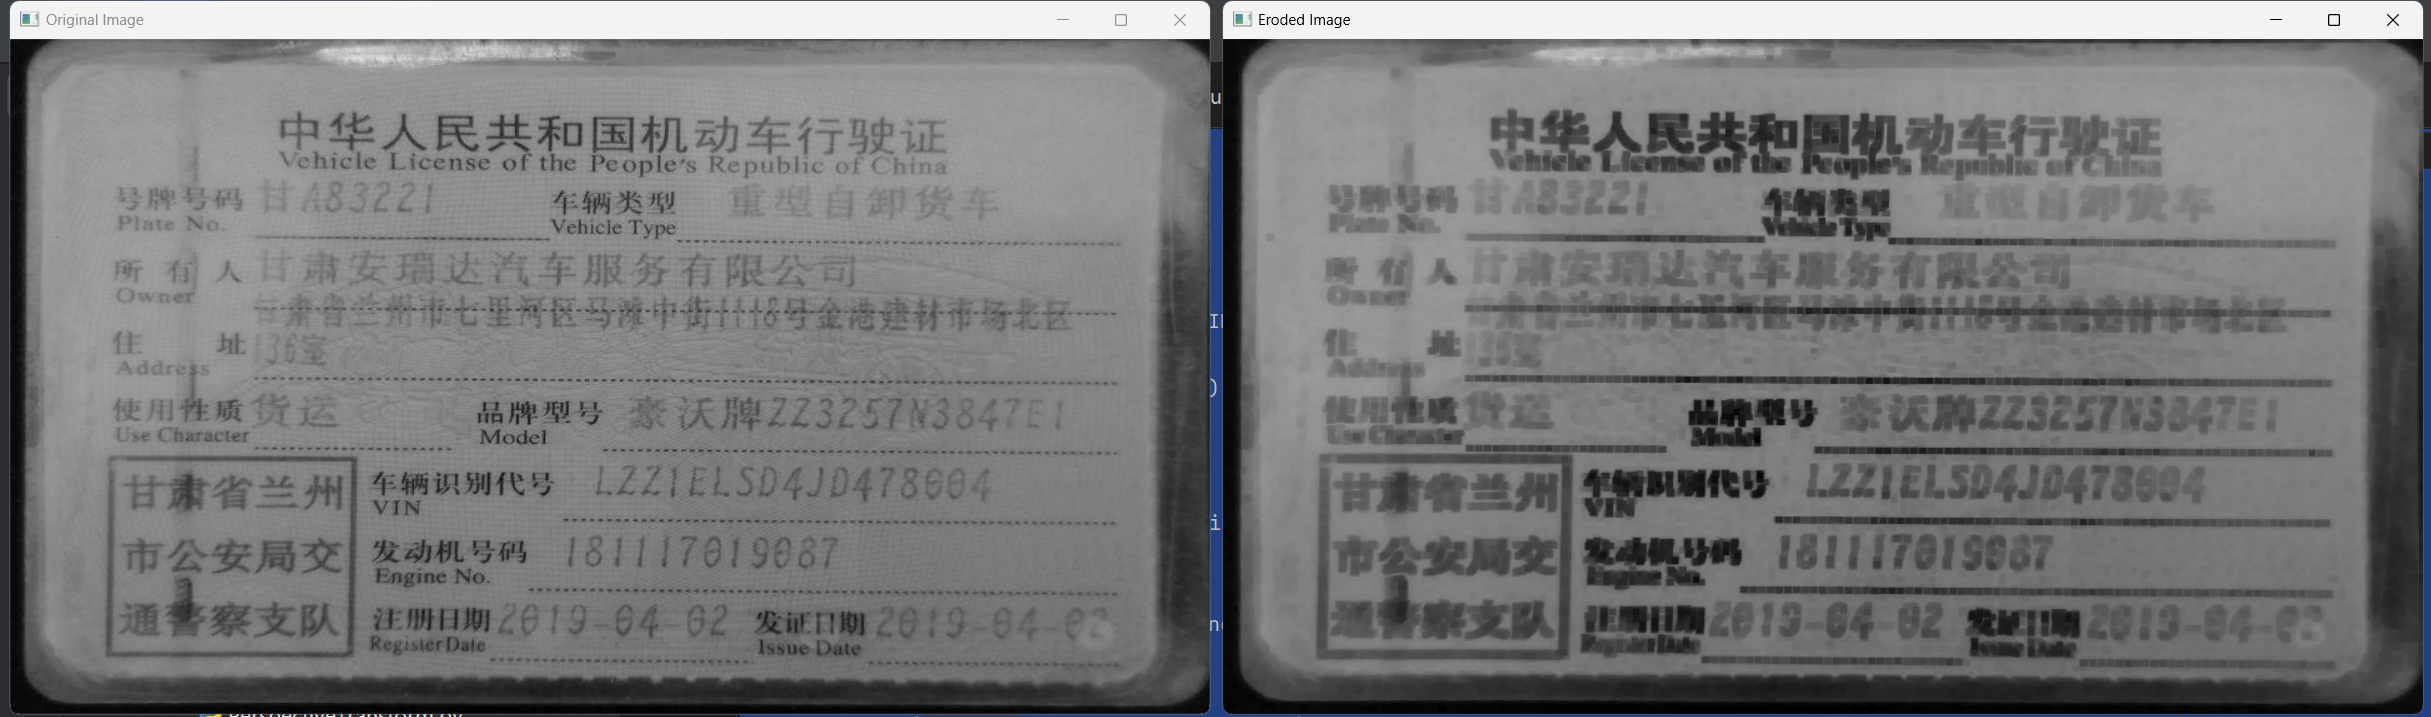 Original Image
中华人民共和国机动车行驶证
Vehicle License of the People's Republic of China
号牌号码 甘A83221 车辆类型 重型自卸货车
Plate No. Vehicle Type
所有人 甘肃安瑞达汽车服务有限公司
Owner
甘肃省兰州市七里河区马滩中街1118号金港建材市场北区
住址 136室
Address
使用性质 货运 品牌型号 豪沃牌ZZ3257N3847E1
Use Character Model
甘肃省兰州 车辆识别代号 LZZ1ELSD4JD478004
VIN
市公安局交 发动机号码 181117019087
Engine No.
通警察支队 注册日期 2019-04-02 发证日期 2019-04-02
Register Date Issue Date
Eroded Image
中华人民共和国机动车行驶证
Vehicle License of the People's Republic of China
号牌号码 甘A83221 车辆类型 重型自卸货车
Plate No. Vehicle Type
所有人 甘肃安瑞达汽车服务有限公司
Owner
住址 136室
Address
使用性质 货运 品牌型号 豪沃牌ZZ3257N3847E1
Use Character Model
甘肃省兰州 车辆识别代号 LZZ1ELSD4JD478004
VIN
市公安局交 发动机号码 181117019087
Engine No.
通警察支队 注册日期 2019-04-02 发证日期 2019-04-02
Register Date Issue Date